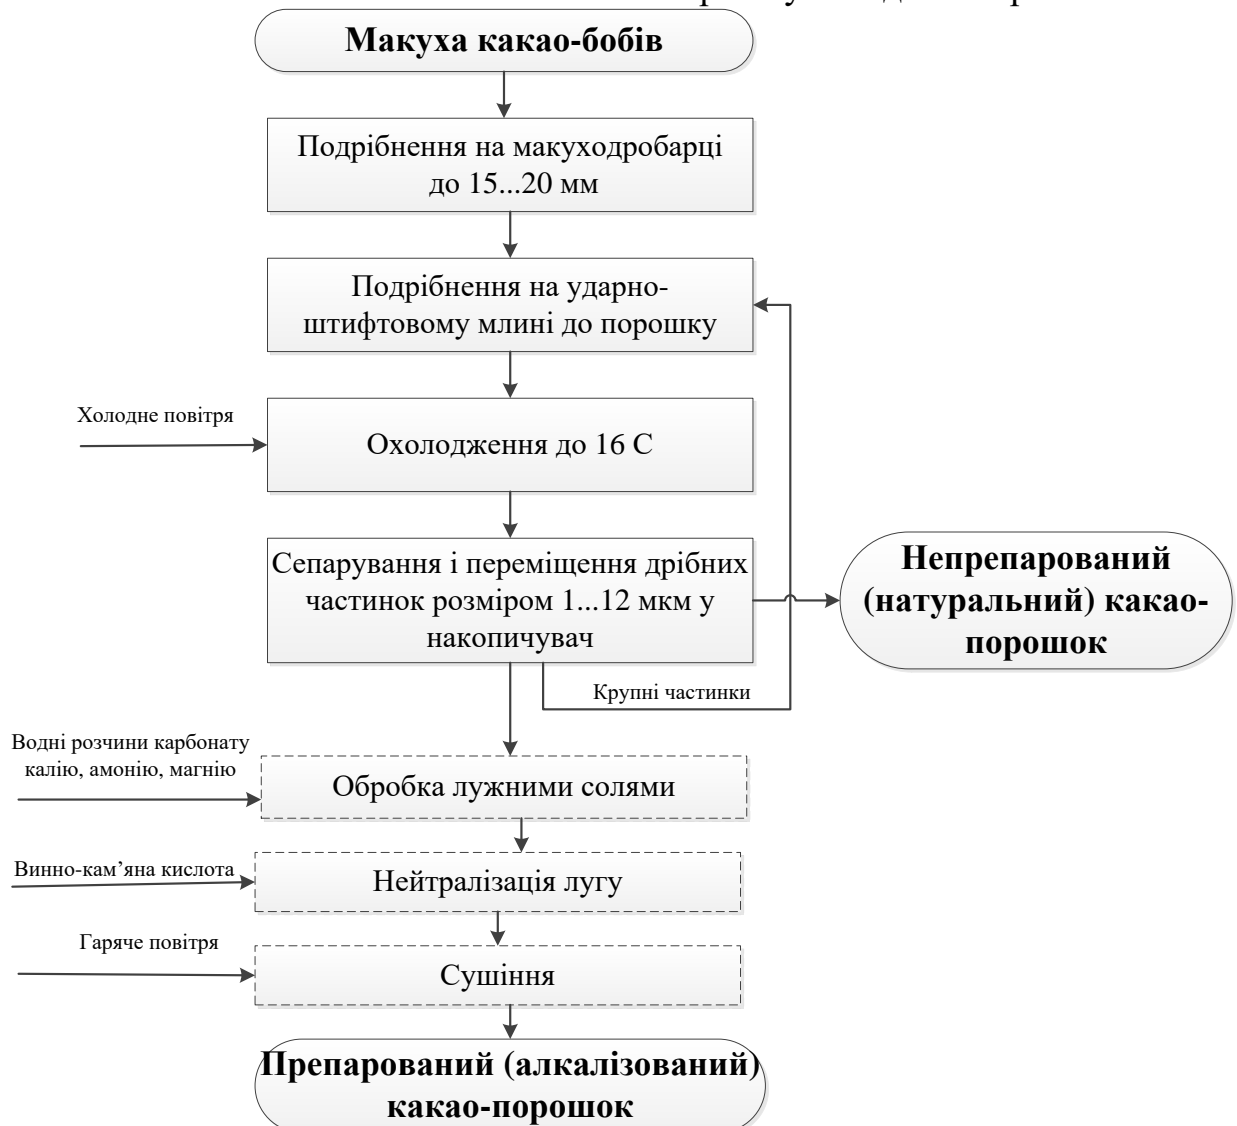 Макуха какао-бобів
Подрібнення на макуходробарці
до 15...20 мм
Подрібнення на ударно-
штифтовому млині до порошку
Холодне повітря
Охолодження до 16 С
Сепарування і переміщення дрібних
частинок розміром 1...12 мкм у
накопичувач
Непрепарований
(натуральний) какао-
порошок
Крупні частинки
Водні розчини карбонату
калію, амонію, магнію
Обробка лужними солями
Винно-кам’яна кислота
Нейтралізація лугу
Гаряче повітря
Сушіння
Препарований (алкалізований)
какао-порошок